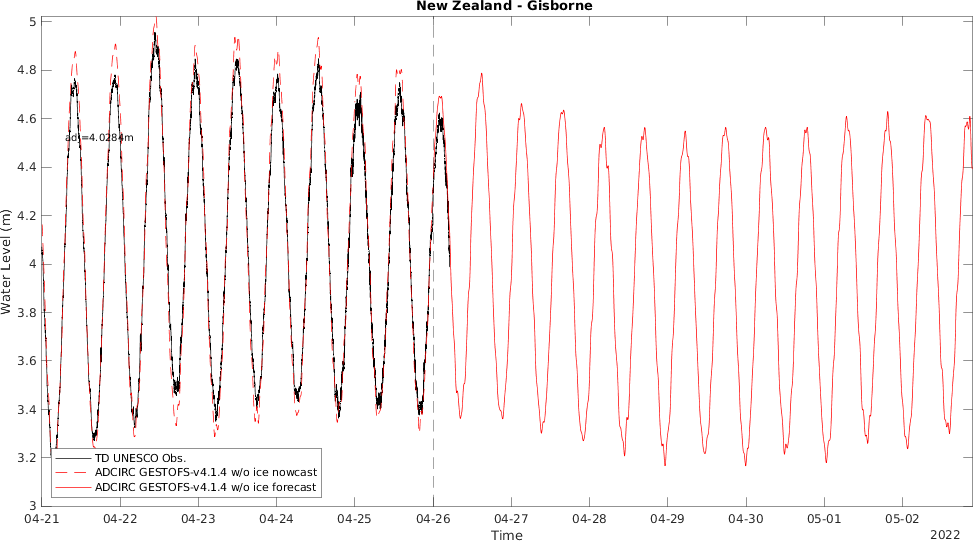 New Zealand - Gisborne
5
4.8
4.6
4.4
4.2
4
3.8
3.6
3.4
3.2
3
Water Level (m)
adj=4.0284m
TD UNESCO Obs.
ADCIRC GESTOFS-v4.1.4 w/o ice nowcast
ADCIRC GESTOFS-v4.1.4 w/o ice forecast
04-21 04-22 04-23 04-24 04-25 04-26 04-27 04-28 04-29 04-30 05-01 05-02
Time
2022